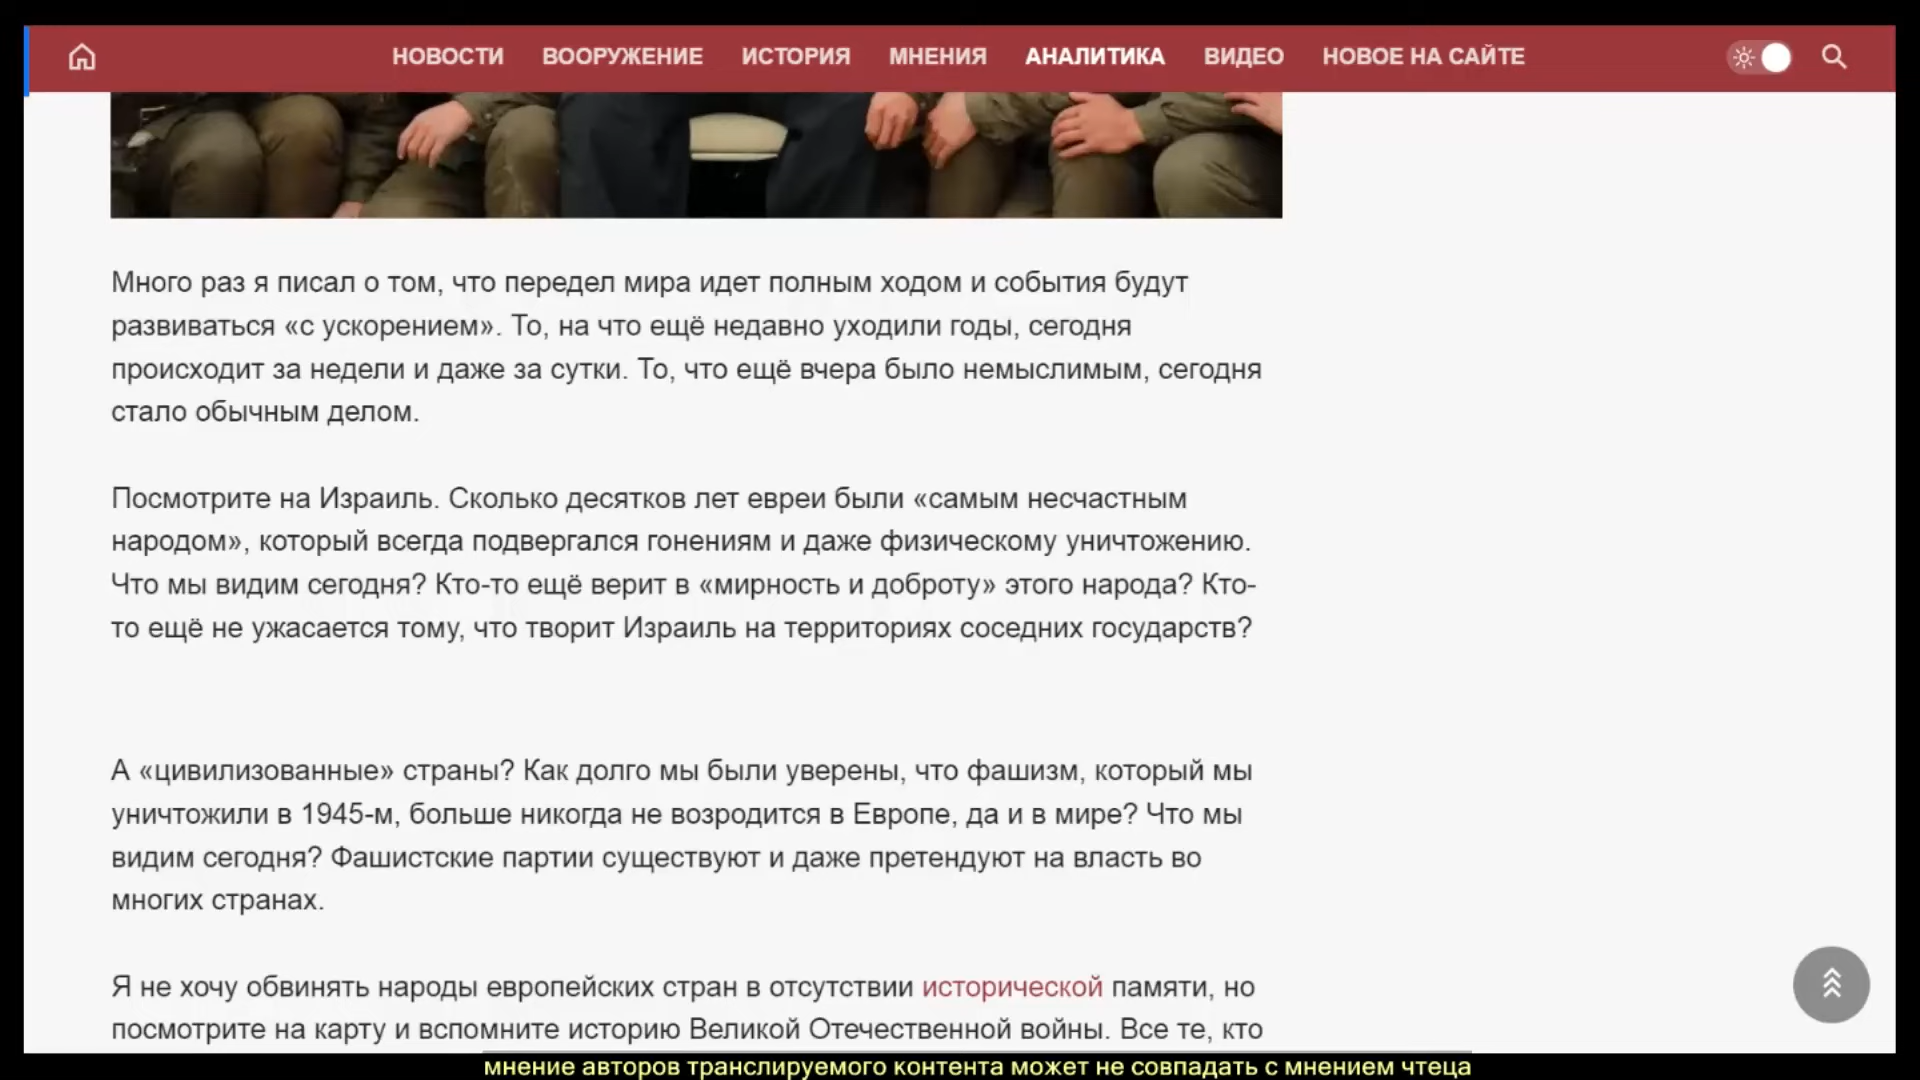 НОВОСТИ ВООРУЖЕНИЕ ИСТОРИЯ МНЕНИЯ АНАЛИТИКА ВИДЕО НОВОЕ НА САЙТЕ
Много раз я писал о том, что передел мира идет полным ходом и события будут
развиваться «с ускорением». То, на что ещё недавно уходили годы, сегодня
происходит за недели и даже за сутки. То, что ещё вчера было немыслимым, сегодня
стало обычным делом.
Посмотрите на Израиль. Сколько десятков лет евреи были «самым несчастным
народом», который всегда подвергался гонениям и даже физическому уничтожению.
Что мы видим сегодня? Кто-то ещё верит в «мирность и доброту» этого народа? Кто-
то ещё не ужасается тому, что творит Израиль на территориях соседних государств?
А «цивилизованные» страны? Как долго мы были уверены, что фашизм, который мы
уничтожили в 1945-м, больше никогда не возродится в Европе, да и в мире? Что мы
видим сегодня? Фашистские партии существуют и даже претендуют на власть во
многих странах.
Я не хочу обвинять народы европейских стран в отсутствии исторической памяти, но
посмотрите на карту и вспомните историю Великой Отечественной войны. Все те, кто
мнение авторов транслируемого контента может не совпадать с мнением чтеца